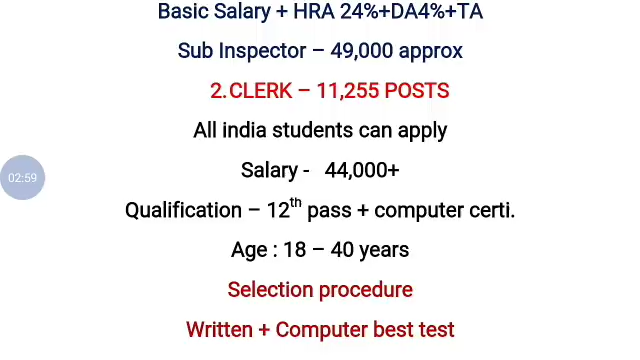 Basic Salary + HRA 24%+DA4%+TA
Sub Inspector – 49,000 approx
2.CLERK – 11,255 POSTS
All india students can apply
Salary - 44,000+
02:59
Qualification – 12th pass + computer certi.
Age : 18 – 40 years
Selection procedure
Written + Computer best test